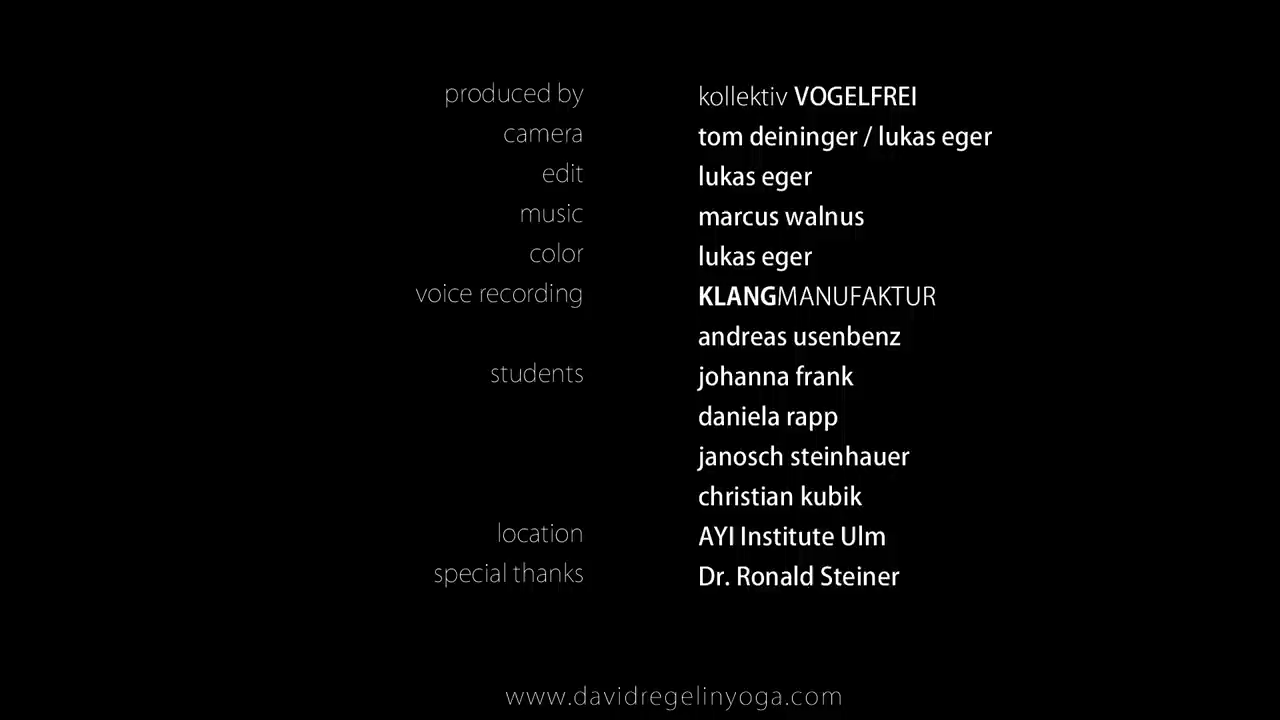 produced by kollektiv VOGELFREI
camera tom deininger / lukas eger
edit lukas eger
music marcus walnus
color lukas eger
voice recording KLANGMANUFAKTUR
andreas usenbenz
students johanna frank
daniela rapp
janosch steinhauer
christian kubik
location AYI Institute Ulm
special thanks Dr. Ronald Steiner
www.davidregelinyoga.com